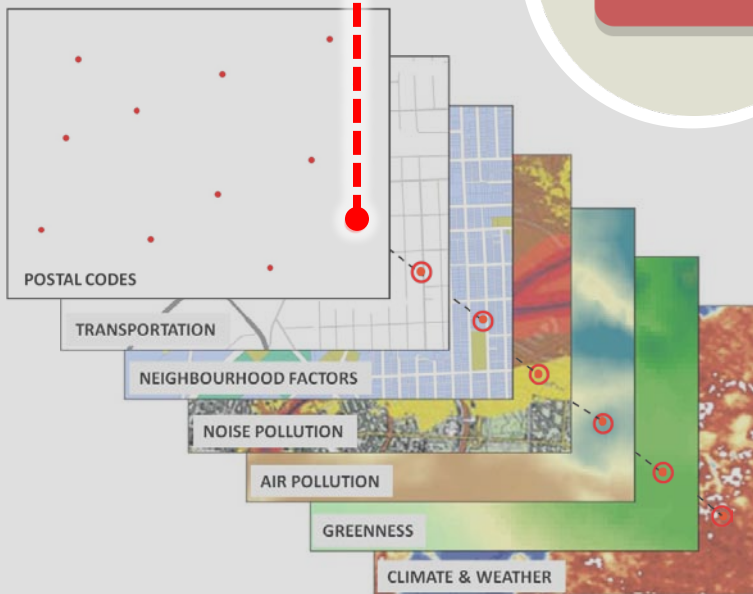 POSTAL CODES
TRANSPORTATION
NEIGHBOURHOOD FACTORS
NOISE POLLUTION
AIR POLLUTION
GREENNESS
CLIMATE & WEATHER